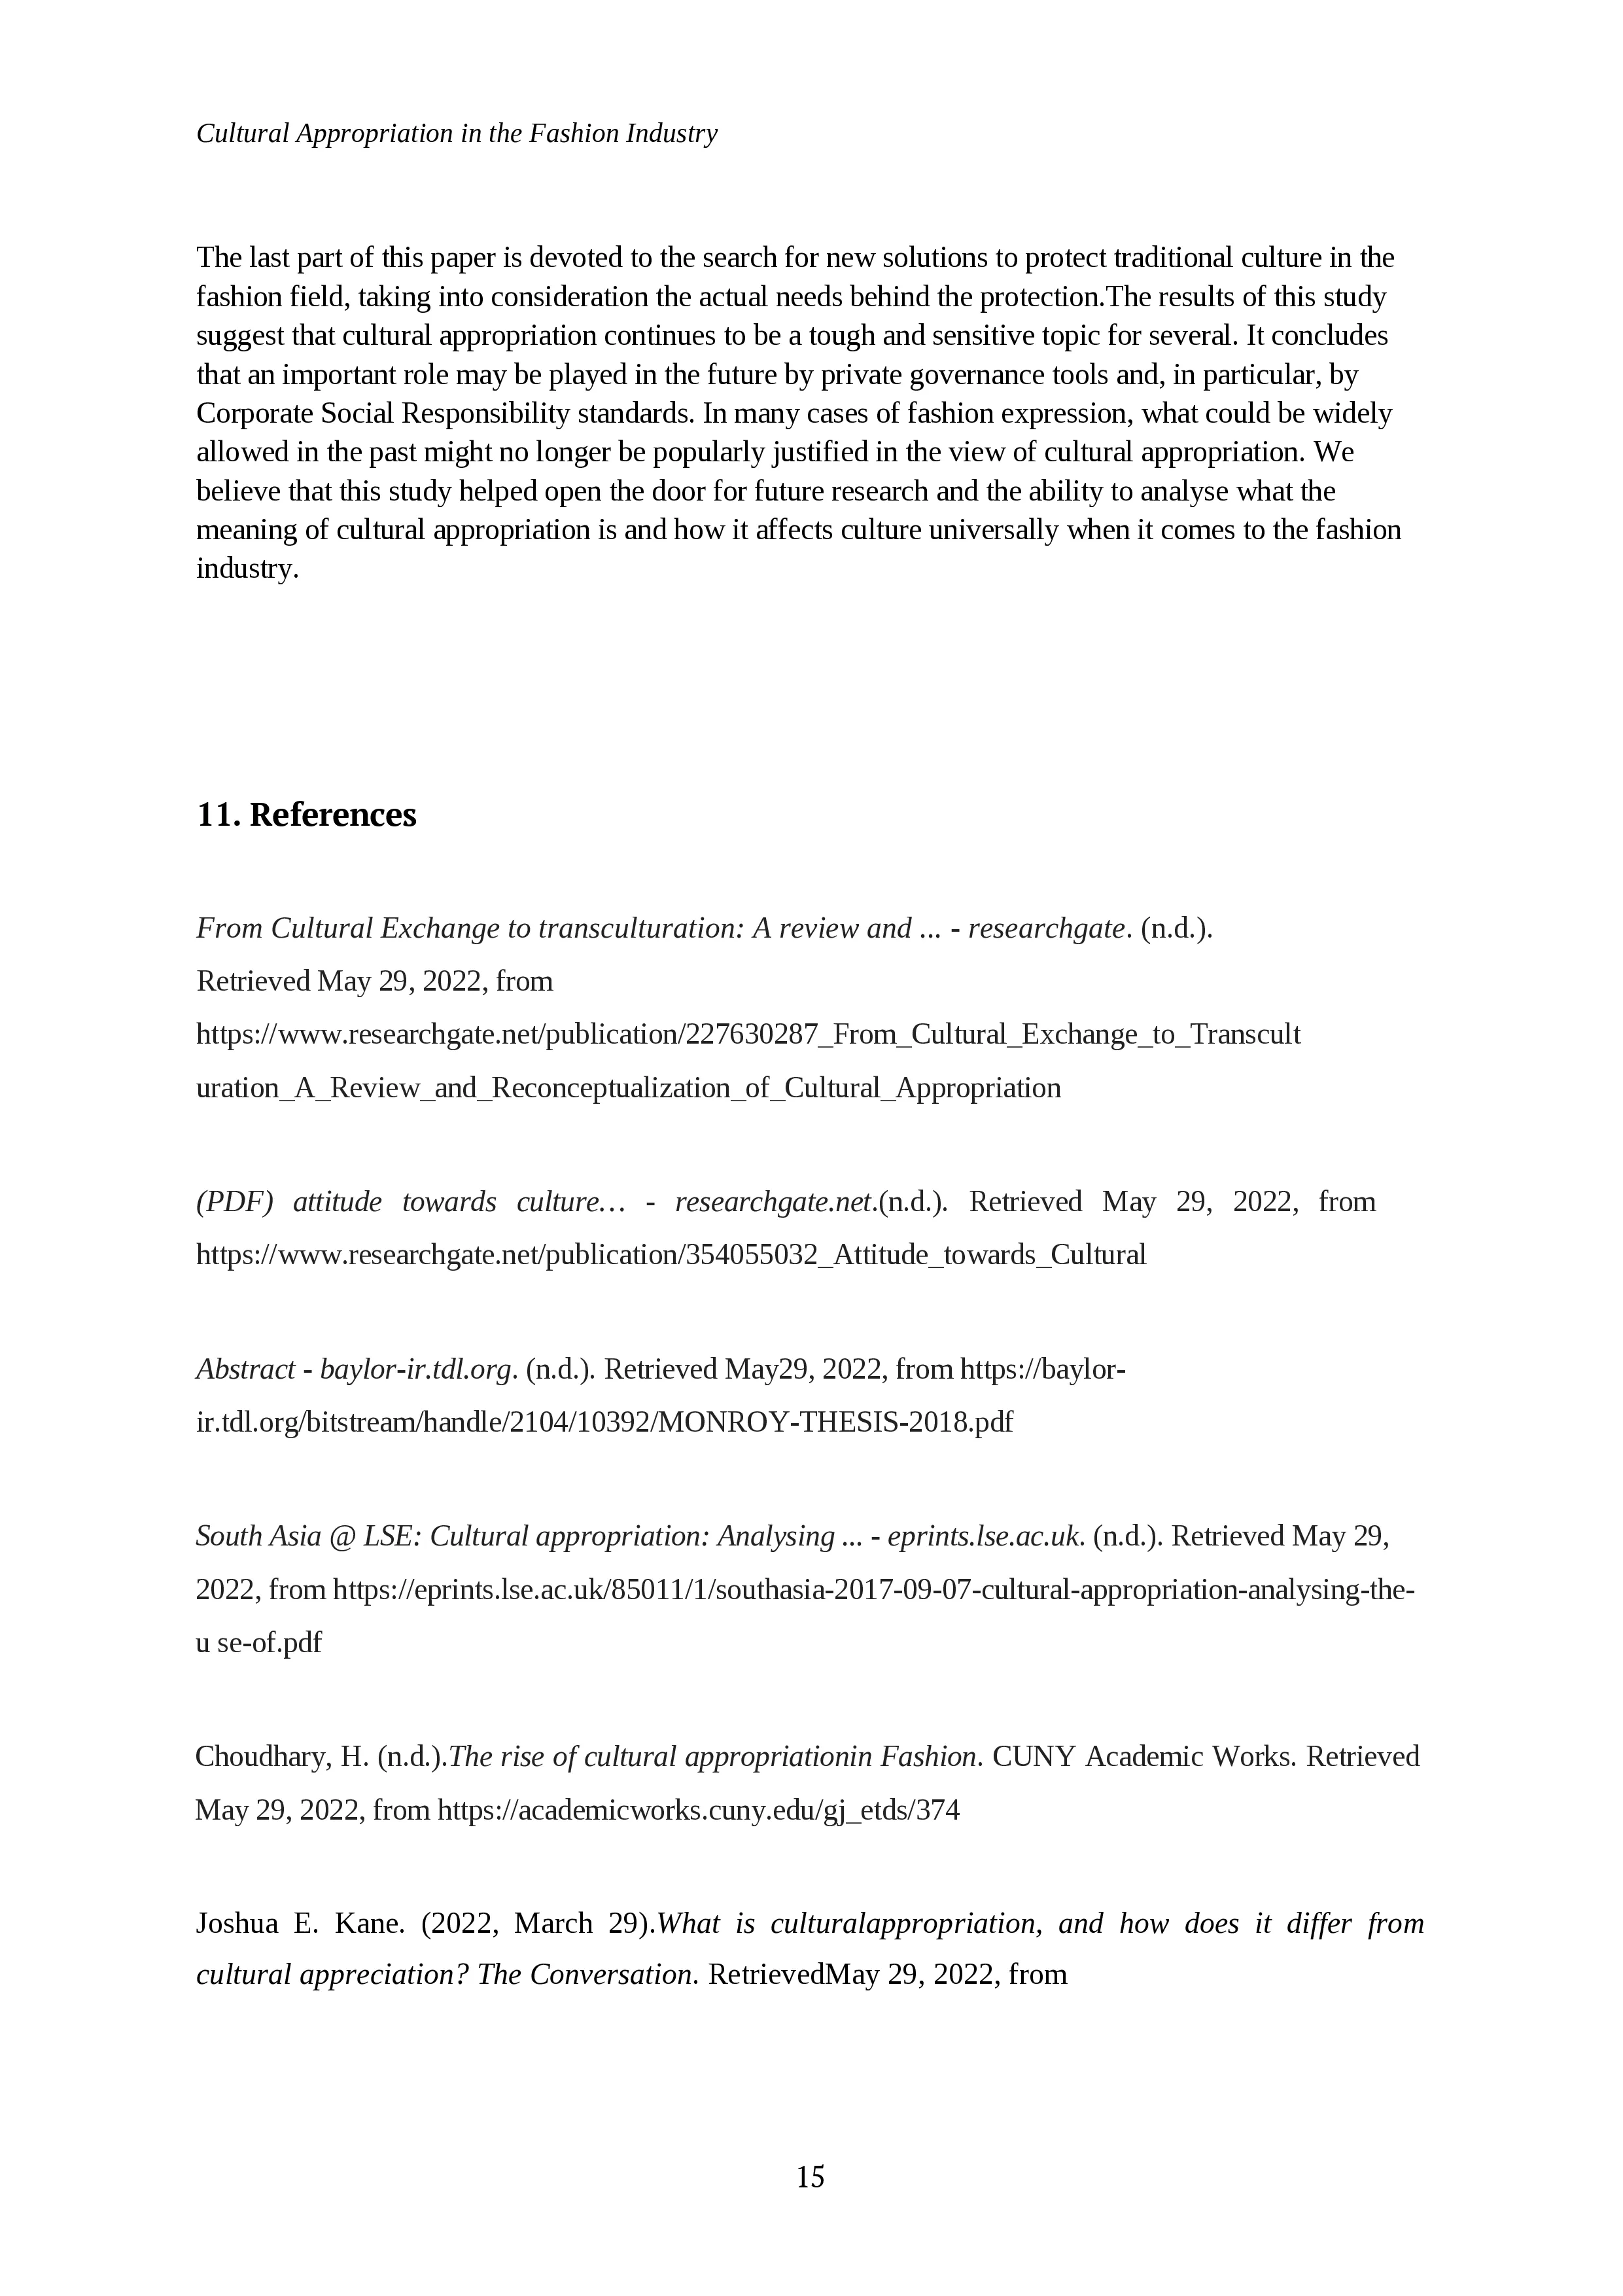 Cultural Appropriation in the Fashion Industry
The last part of this paper is devoted to the search for new solutions to protect traditional culture in the
fashion field, taking into consideration the actual needs behind the protection.The results of this study
suggest that cultural appropriation continues to be a tough and sensitive topic for several. It concludes
that an important role may be played in the future by private governance tools and, in particular, by
Corporate Social Responsibility standards. In many cases of fashion expression, what could be widely
allowed in the past might no longer be popularly justified in the view of cultural appropriation. We
believe that this study helped open the door for future research and the ability to analyse what the
meaning of cultural appropriation is and how it affects culture universally when it comes to the fashion
industry.
11. References
From Cultural Exchange to transculturation: A review and ... - researchgate. (n.d.).
Retrieved May 29, 2022, from
https://www.researchgate.net/publication/227630287_From_Cultural_Exchange_to_Transcult
uration_A_Review_and_Reconceptualization_of_Cultural_Appropriation
(PDF) attitude towards culture… - researchgate.net.(n.d.). Retrieved May 29, 2022, from
https://www.researchgate.net/publication/354055032_Attitude_towards_Cultural
Abstract - baylor-ir.tdl.org. (n.d.). Retrieved May29, 2022, from https://baylor-
ir.tdl.org/bitstream/handle/2104/10392/MONROY-THESIS-2018.pdf
South Asia @ LSE: Cultural appropriation: Analysing ... - eprints.lse.ac.uk. (n.d.). Retrieved May 29,
2022, from https://eprints.lse.ac.uk/85011/1/southasia-2017-09-07-cultural-appropriation-analysing-the-
u se-of.pdf
Choudhary, H. (n.d.).The rise of cultural appropriationin Fashion. CUNY Academic Works. Retrieved
May 29, 2022, from https://academicworks.cuny.edu/gj_etds/374
Joshua E. Kane. (2022, March 29).What is culturalappropriation, and how does it differ from
cultural appreciation? The Conversation. RetrievedMay 29, 2022, from
15